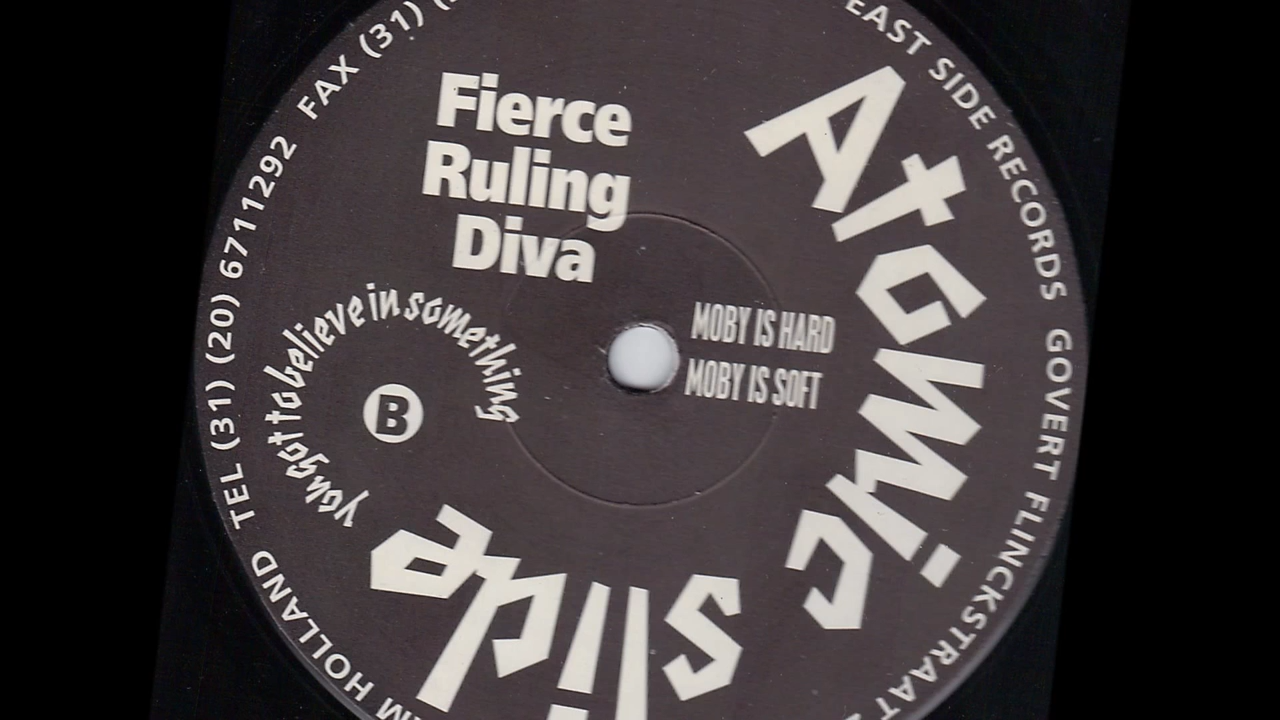 Fierce
Ruling
Diva
Atomic slide
MOBY IS HARD
MOBY IS SOFT
you got to believe in something
B
EAST SIDE RECORDS GOVERT FLINCKSTRAAT
HOLLAND TEL (31) (20) 6711292 FAX (31)